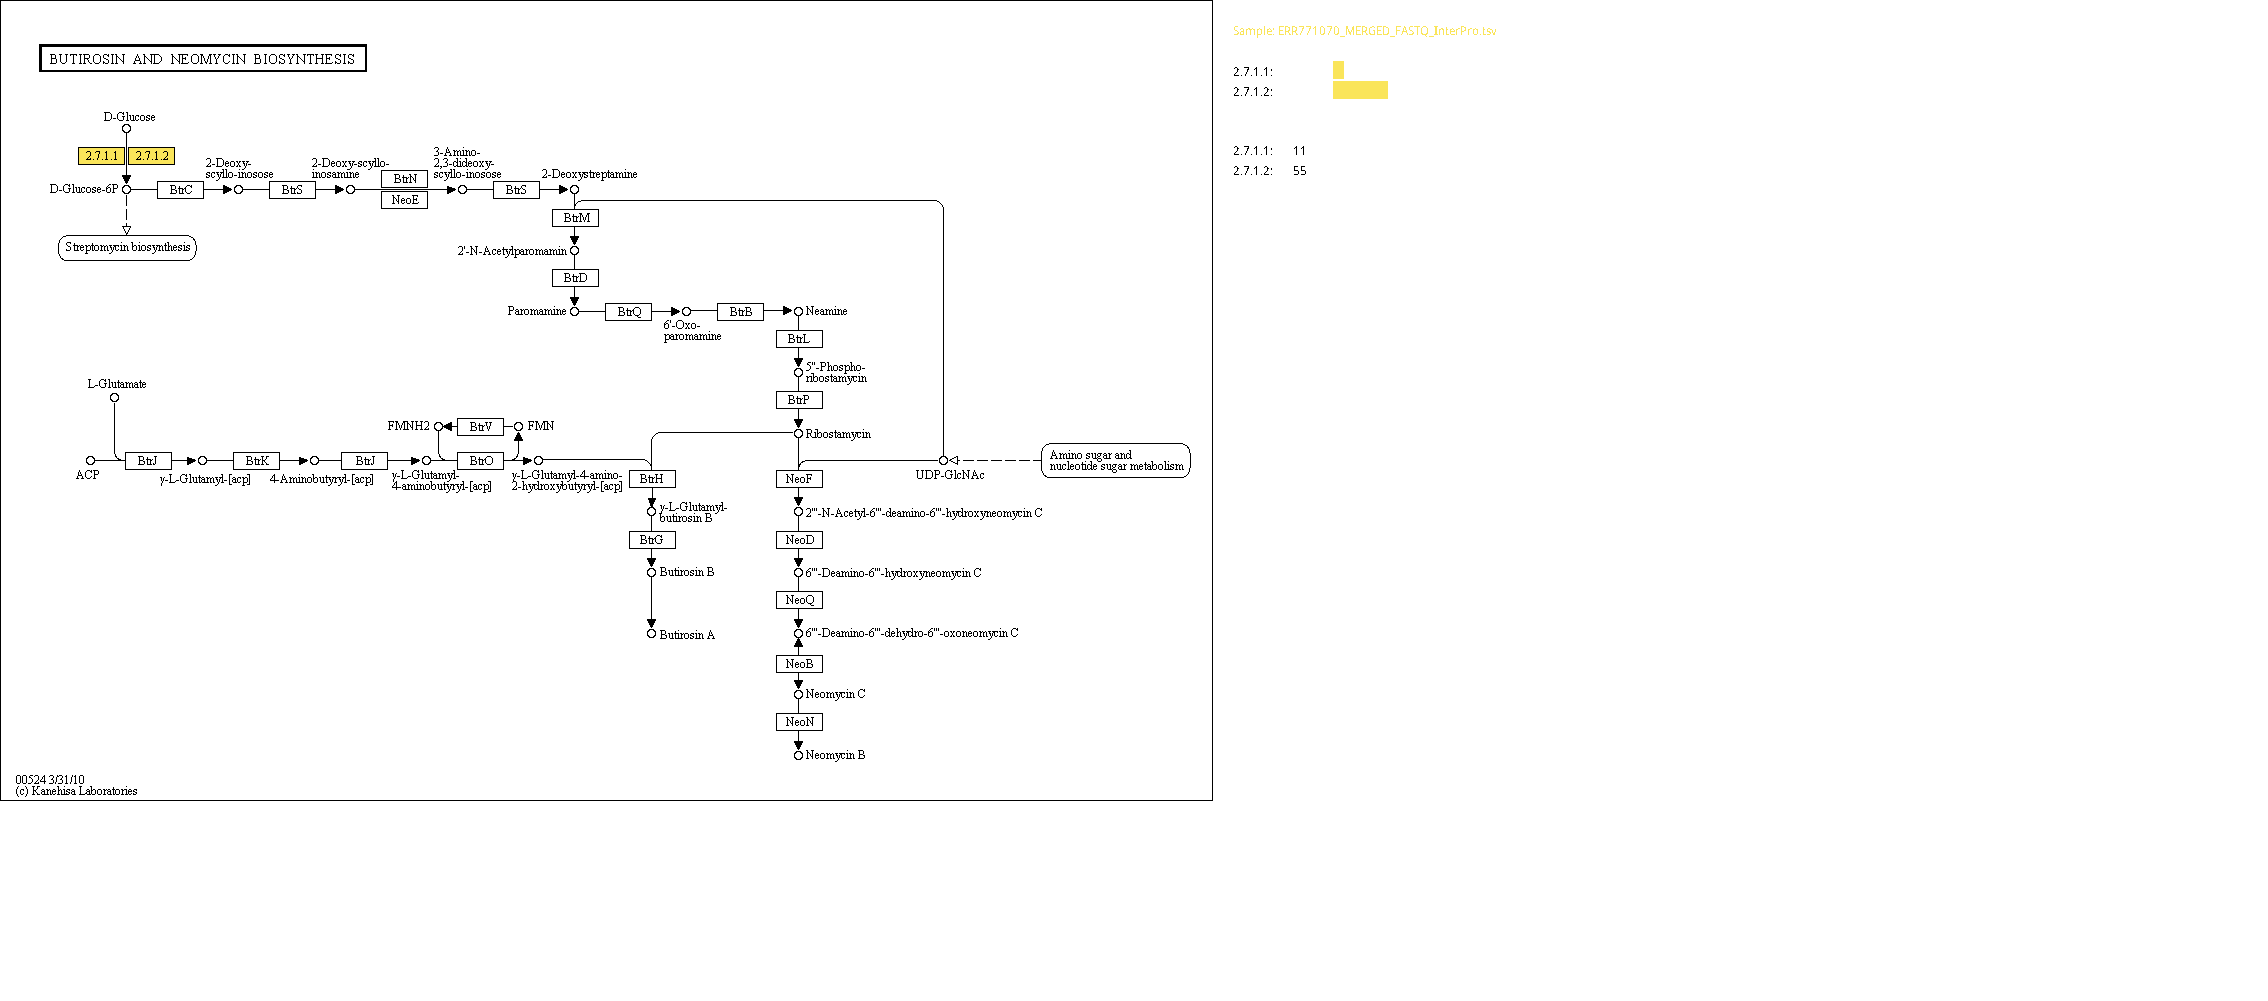 BUTIROSIN AND NEOMYCIN BIOSYNTHESIS
Sample: ERR771070_MERGED_FASTQ_InterPro.tsv
2.7.1.1:
2.7.1.2:
2.7.1.1: 11
2.7.1.2: 55
D-Glucose
2.7.1.1
2.7.1.2
D-Glucose-6P
BtrC
2-Deoxy-
scyllo-inosose
BtrS
2-Deoxy-scyllo-
inosamine
BtrN
NeoE
3-Amino-
2,3-dideoxy-
scyllo-inosose
BtrS
2-Deoxystreptamine
Streptomycin biosynthesis
BtrM
2'-N-Acetylparomamin
BtrD
Paromamine
BtrQ
6'-Oxo-
paromamine
BtrB
Neamine
BtrL
5''-Phospho-
ribostamycin
BtrP
Ribostamycin
L-Glutamate
FMNH2
BtrV
FMN
ACP
BtrJ
γ-L-Glutamyl-[acp]
BtrK
4-Aminobutyryl-[acp]
BtrJ
γ-L-Glutamyl-
4-aminobutyryl-[acp]
BtrO
γ-L-Glutamyl-4-amino-
2-hydroxybutyryl-[acp]
BtrH
γ-L-Glutamyl-
butirosin B
BtrG
Butirosin B
Butirosin A
UDP-GlcNAc
Amino sugar and
nucleotide sugar metabolism
NeoF
2'''-N-Acetyl-6'''-deamino-6'''-hydroxyneomycin C
NeoD
6'''-Deamino-6'''-hydroxyneomycin C
NeoQ
6'''-Deamino-6'''-dehydro-6'''-oxoneomycin C
NeoB
Neomycin C
NeoN
Neomycin B
00524 3/31/10
(c) Kanehisa Laboratories